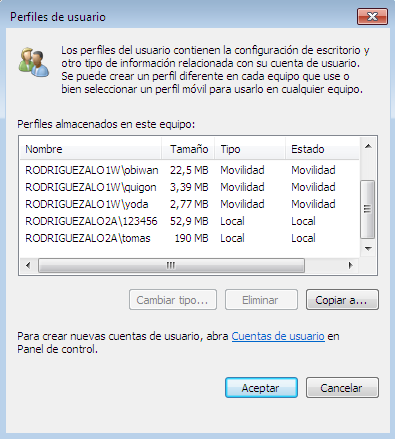 Perfiles de usuario
Los perfiles del usuario contienen la configuración de escritorio y
otro tipo de información relacionada con su cuenta de usuario.
Se puede crear un perfil diferente en cada equipo que use o
bien seleccionar un perfil móvil para usarlo en cualquier equipo.
Perfiles almacenados en este equipo:
Nombre Tamaño Tipo Estado
RODRIGUEZALO1W\obiwan 22,5 MB Movilidad Movilidad
RODRIGUEZALO1W\quigon 3,39 MB Movilidad Movilidad
RODRIGUEZALO1W\yoda 2,77 MB Movilidad Movilidad
RODRIGUEZALO2A\123456 52,9 MB Local Local
RODRIGUEZALO2A\tomas 190 MB Local Local
Cambiar tipo... Eliminar Copiar a...
Para crear nuevas cuentas de usuario, abra Cuentas de usuario en
Panel de control.
Aceptar Cancelar